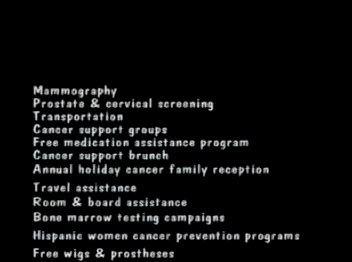 Mammography
Prostate & cervical screening
Transportation
Cancer support groups
Free medication assistance program
Cancer support brunch
Annual holiday cancer family reception
Travel assistance
Room & board assistance
Bone marrow testing campaigns
Hispanic women cancer prevention programs
Free wigs & prostheses